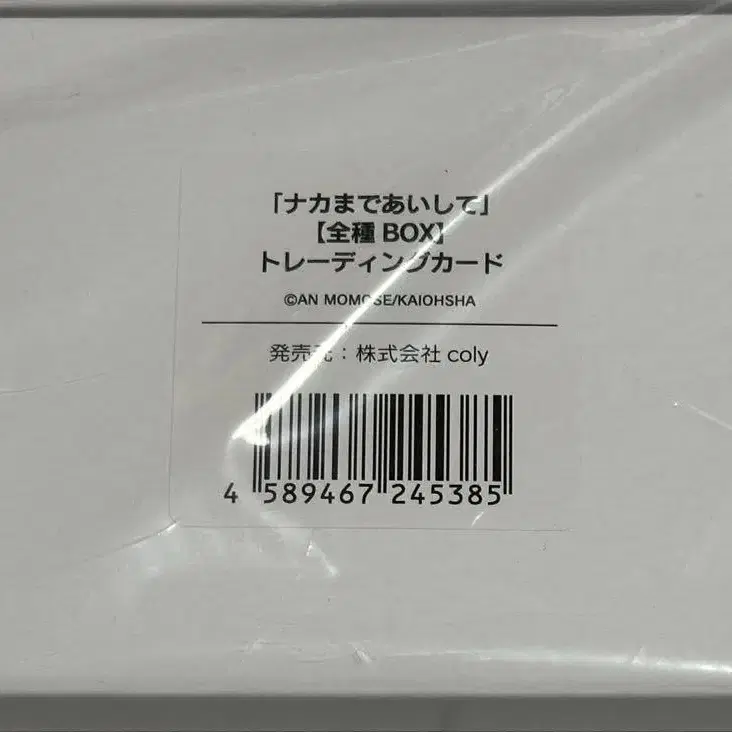 「ナカまであいして」
【全種 BOX】
トレーディングカード
©AN MOMOSE/KAIOHSHA
発売元：株式会社 coly
4 589467 245385